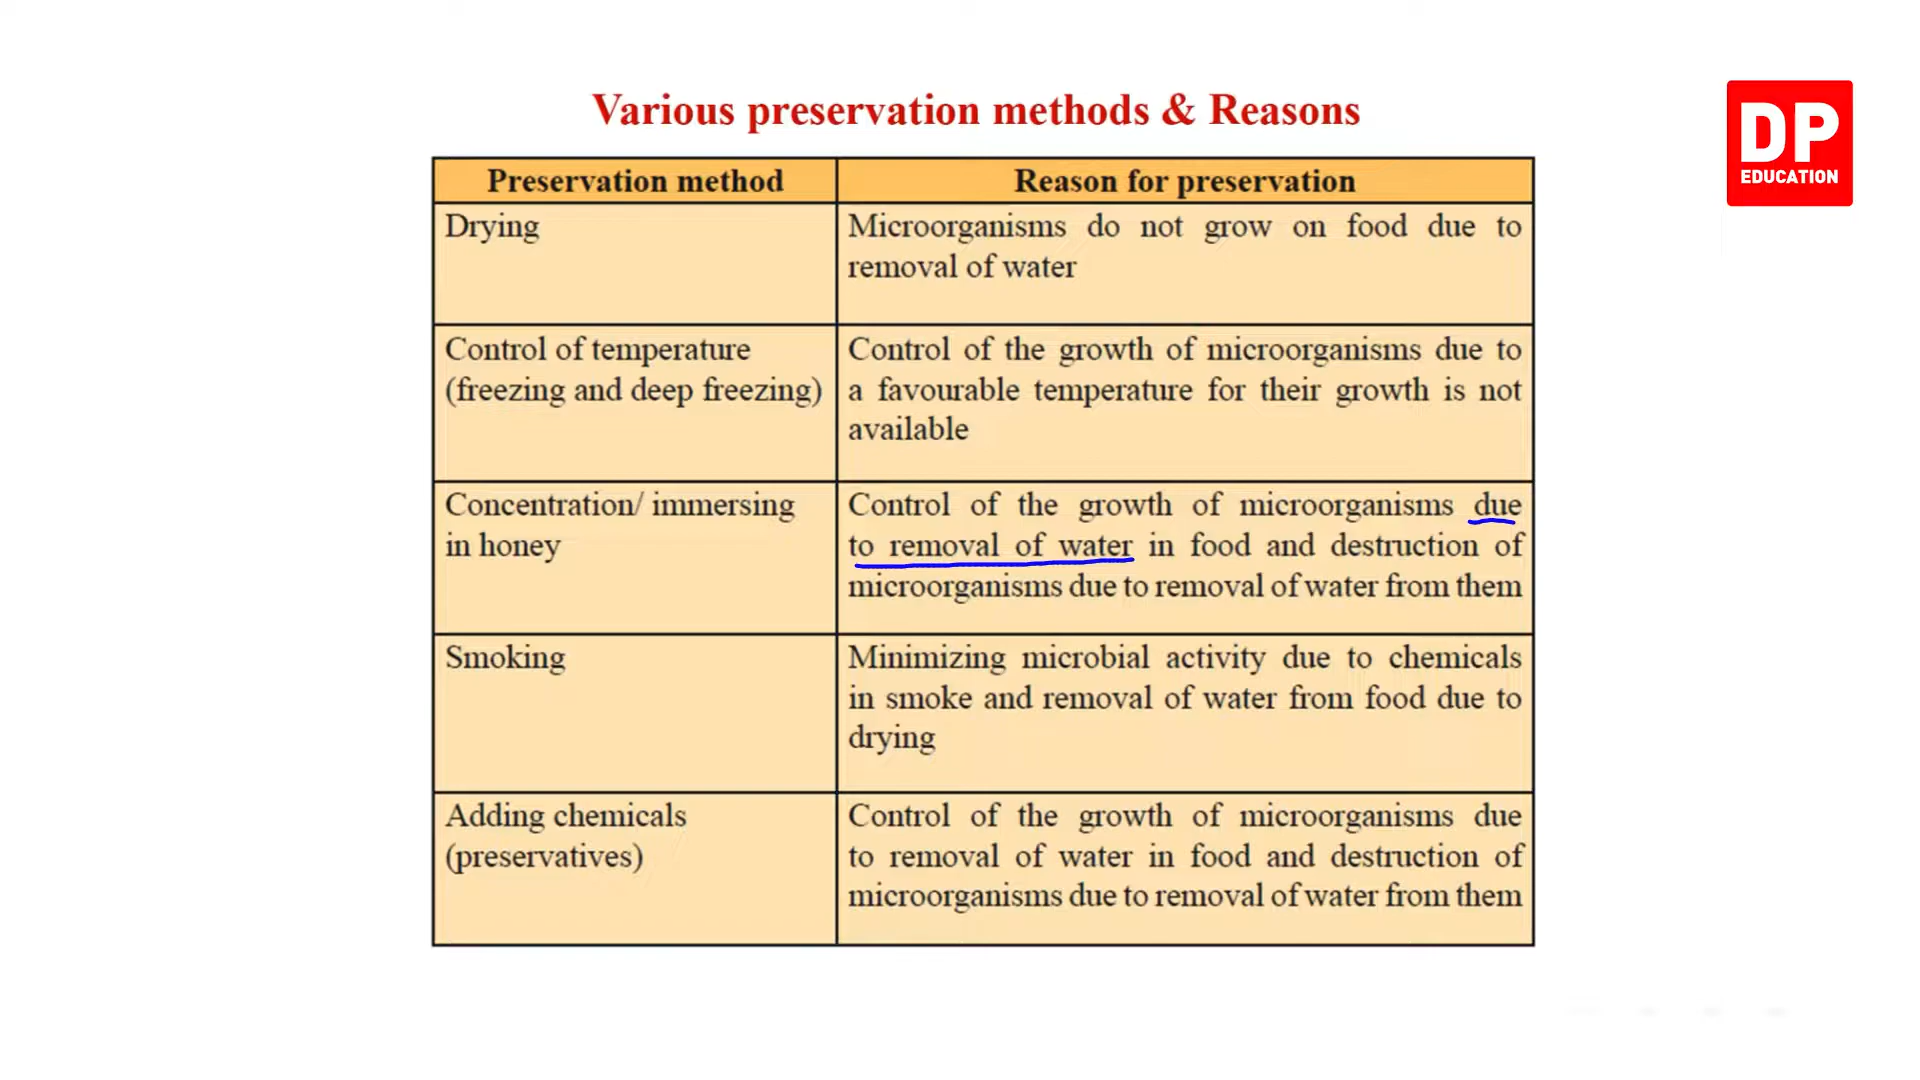 Various preservation methods & Reasons
DP
EDUCATION
Preservation method
Reason for preservation
Drying
Microorganisms do not grow on food due to
removal of water
Control of temperature
(freezing and deep freezing)
Control of the growth of microorganisms due to
a favourable temperature for their growth is not
available
Concentration/ immersing
in honey
Control of the growth of microorganisms due
to removal of water in food and destruction of
microorganisms due to removal of water from them
Smoking
Minimizing microbial activity due to chemicals
in smoke and removal of water from food due to
drying
Adding chemicals
(preservatives)
Control of the growth of microorganisms due
to removal of water in food and destruction of
microorganisms due to removal of water from them